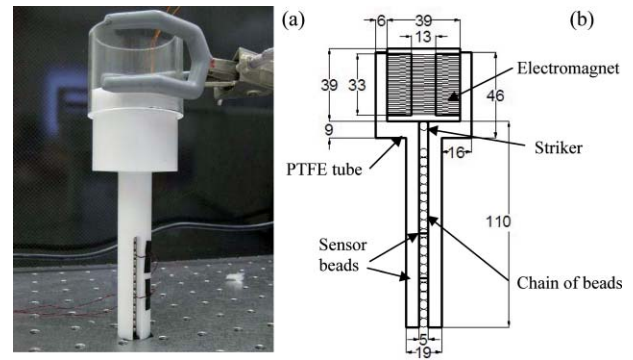 (a)
(b)
6
39
13
39
33
46
9
16
110
5
19
Electromagnet
Striker
PTFE tube
Sensor
beads
Chain of beads